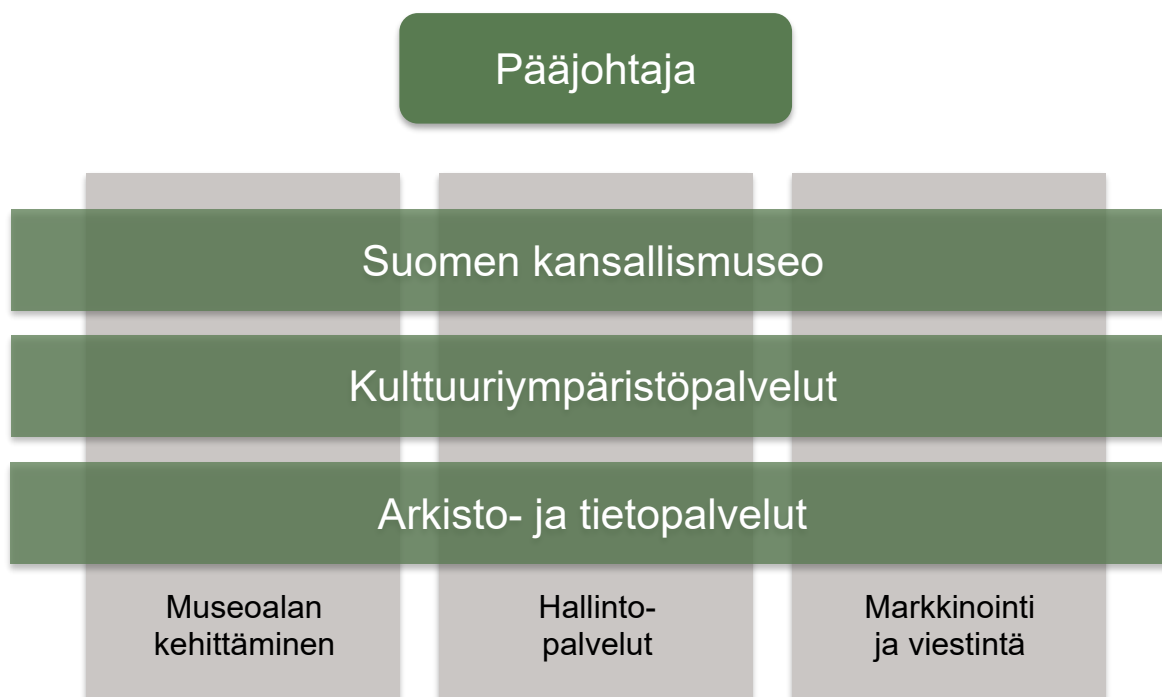 Pääjohtaja
Suomen kansallismuseo
Kulttuuriympäristöpalvelut
Arkisto- ja tietopalvelut
Museoalan
kehittäminen
Hallinto-
palvelut
Markkinointi
ja viestintä